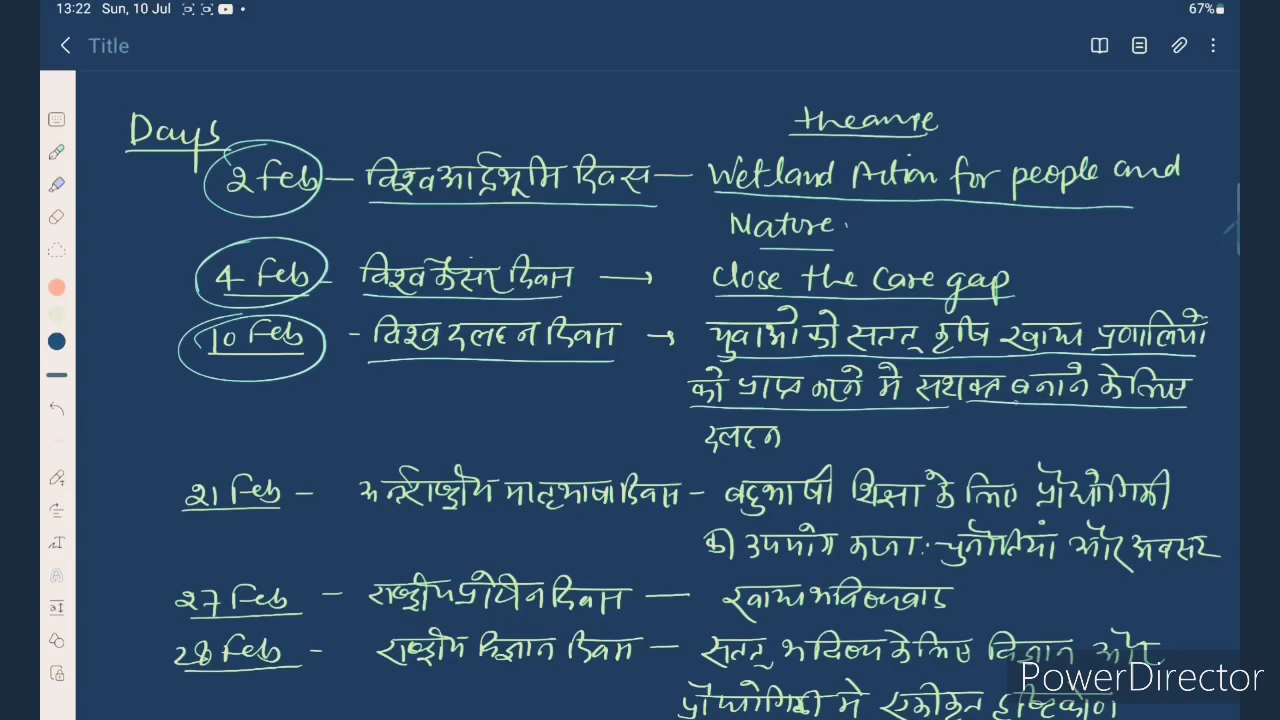 13:22 Sun, 10 Jul 67%
Title
Days theame
2 Feb – विश्व आर्द्रभूमि दिवस – Wetland Action for people and
Nature.
4 Feb – विश्व कैंसर दिवस → Close the Care gap
10 Feb - विश्व दलहन दिवस → युवाओ को सतत् कृषि खाद्य प्रणालियों
को प्राप्त करने मे सशक्त बनाने के लिए
दलहन
21 Feb – अन्तर्राष्ट्रीय मातृभाषा दिवस – बहुभाषी शिक्षा के लिए प्रौद्योगिकी
का उपयोग करना: चुनौतियां और अवसर
27 Feb – राष्ट्रीय प्रोटीन दिवस – खाद्य भविष्यवाद
28 Feb - राष्ट्रीय विज्ञान दिवस – सतत् भविष्य के लिए विज्ञान और
प्रौद्योगिकी मे एकीकृत दृष्टिकोण
PowerDirector